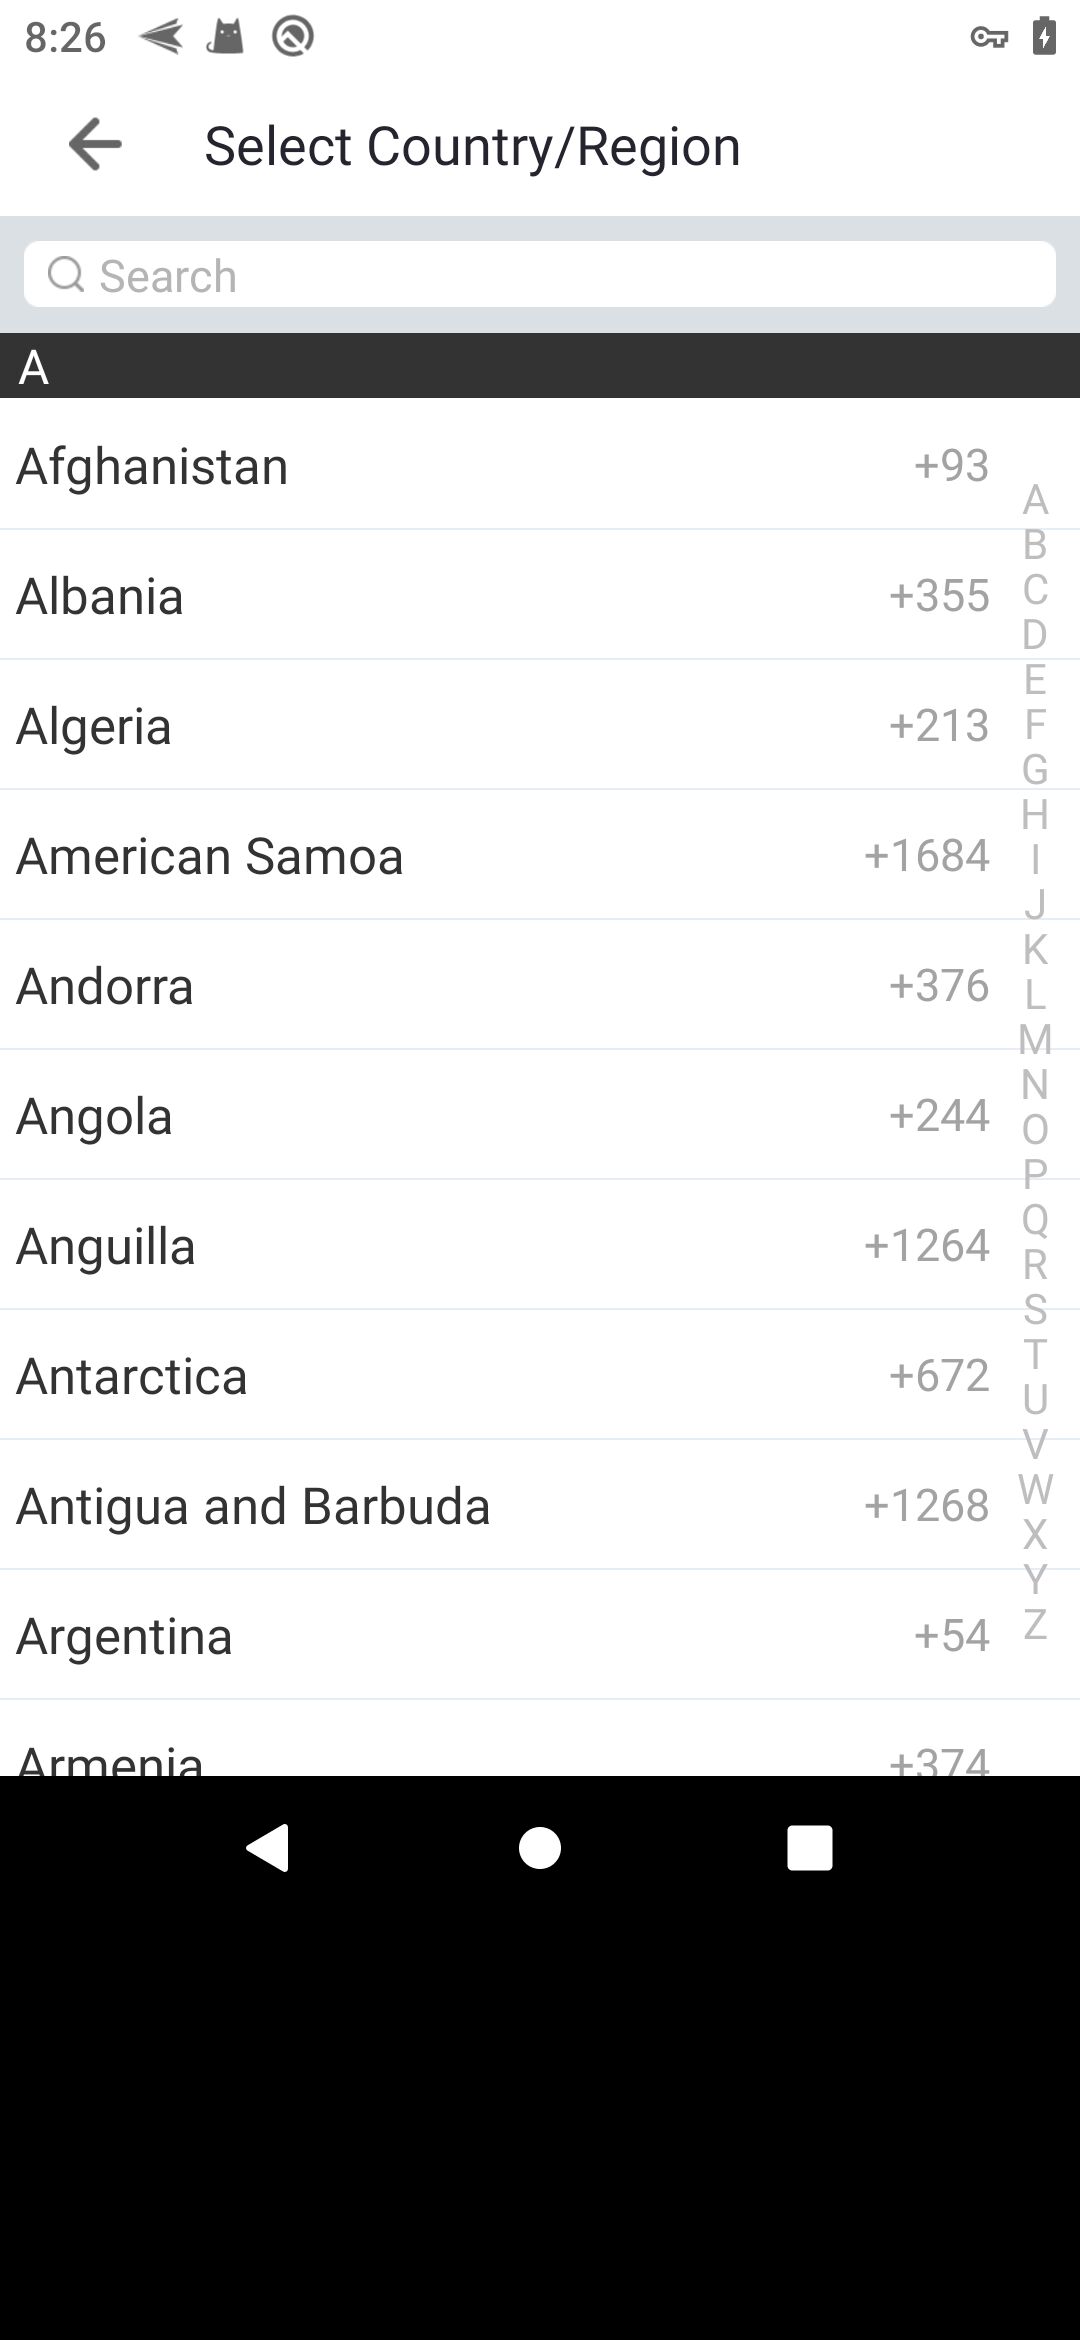 8:26
Select Country/Region
Search
A
Afghanistan +93
Albania +355
Algeria +213
American Samoa +1684
Andorra +376
Angola +244
Anguilla +1264
Antarctica +672
Antigua and Barbuda +1268
Argentina +54
Armenia +374
A
B
C
D
E
F
G
H
I
J
K
L
M
N
O
P
Q
R
S
T
U
V
W
X
Y
Z